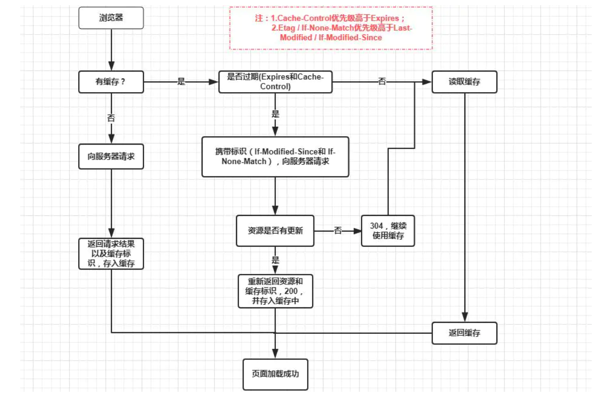 浏览器
注：1.Cache-Control优先级高于Expires；
2.Etag / If-None-Match优先级高于Last-
Modified / If-Modified-Since
有缓存？
是
是否过期(Expires和Cache-
Control)
否
读取缓存
否
是
向服务器请求
携带标识（If-Modified-Since和 If-
None-Match），向服务器请求
资源是否有更新
否
304，继续
使用缓存
返回请求结果
以及缓存标
识，存入缓存
是
重新返回资源和
缓存标识，200，
并存入缓存中
返回缓存
页面加载成功